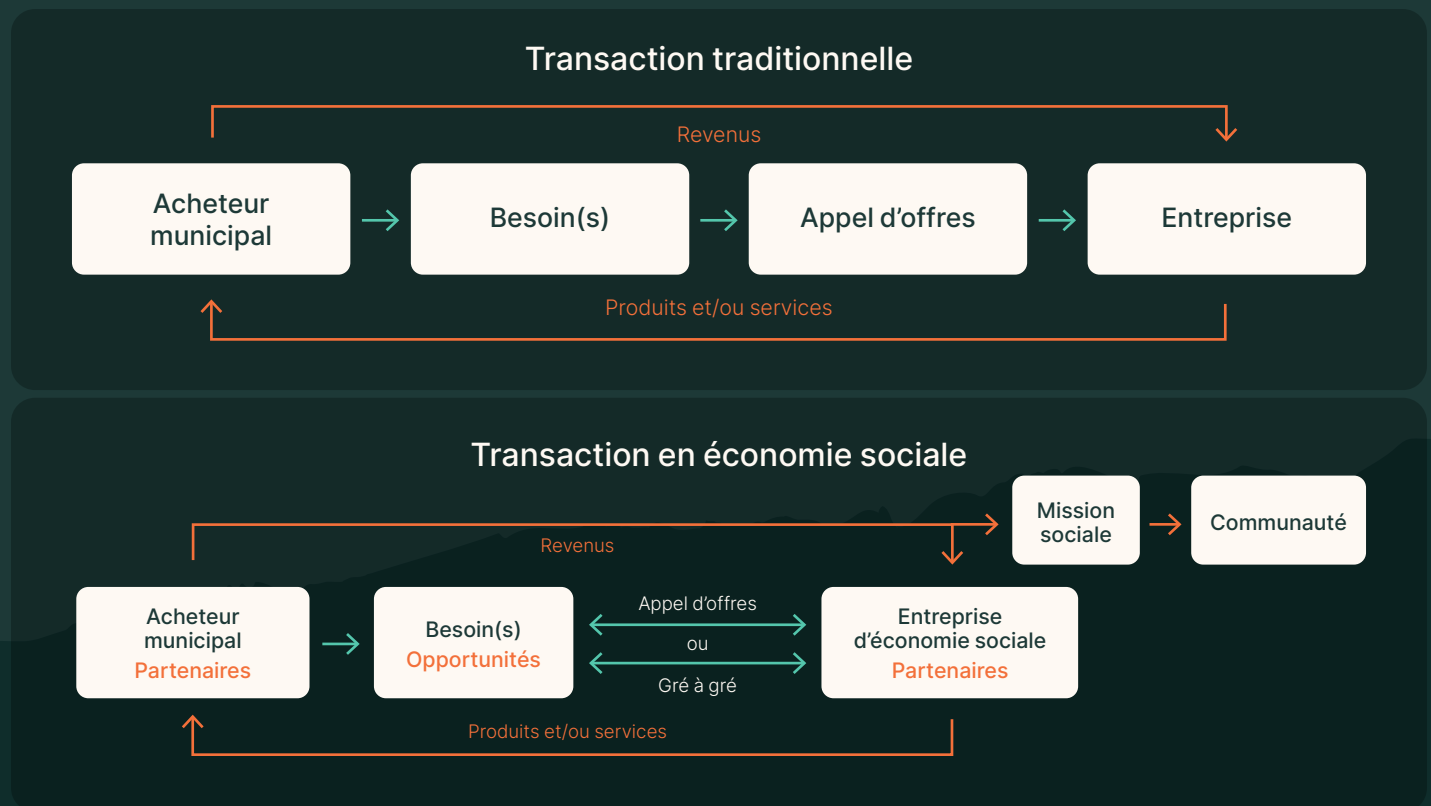 Transaction traditionnelle
Revenus
Acheteur
municipal
Besoin(s)
Appel d’offres
Entreprise
Produits et/ou services
Transaction en économie sociale
Mission
sociale
Communauté
Revenus
Acheteur
municipal
Partenaires
Besoin(s)
Opportunités
Appel d’offres
ou
Gré à gré
Entreprise
d’économie sociale
Partenaires
Produits et/ou services